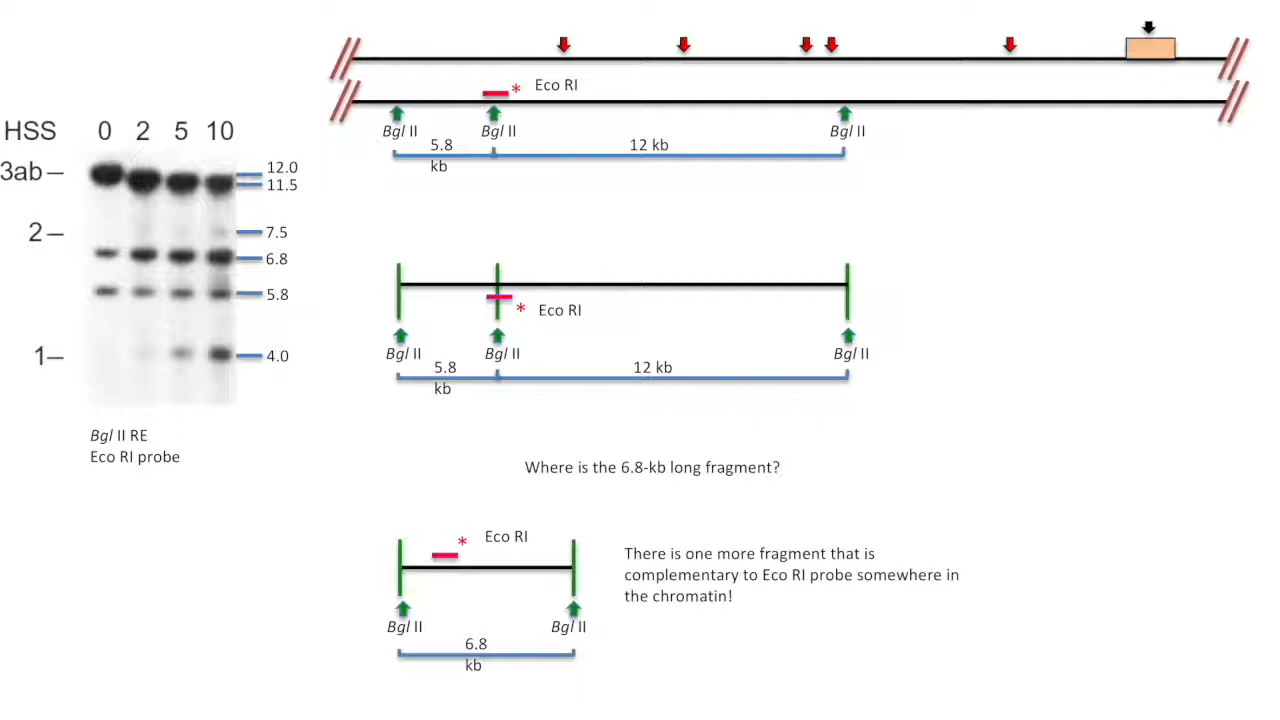 Eco RI
*
Bgl II
Bgl II
Bgl II
5.8
kb
12 kb
HSS 0 2 5 10
3ab
2
1
12.0
11.5
7.5
6.8
5.8
4.0
Bgl II RE
Eco RI probe
* Eco RI
Bgl II
Bgl II
Bgl II
5.8
kb
12 kb
Where is the 6.8-kb long fragment?
* Eco RI
Bgl II
Bgl II
6.8
kb
There is one more fragment that is
complementary to Eco RI probe somewhere in
the chromatin!